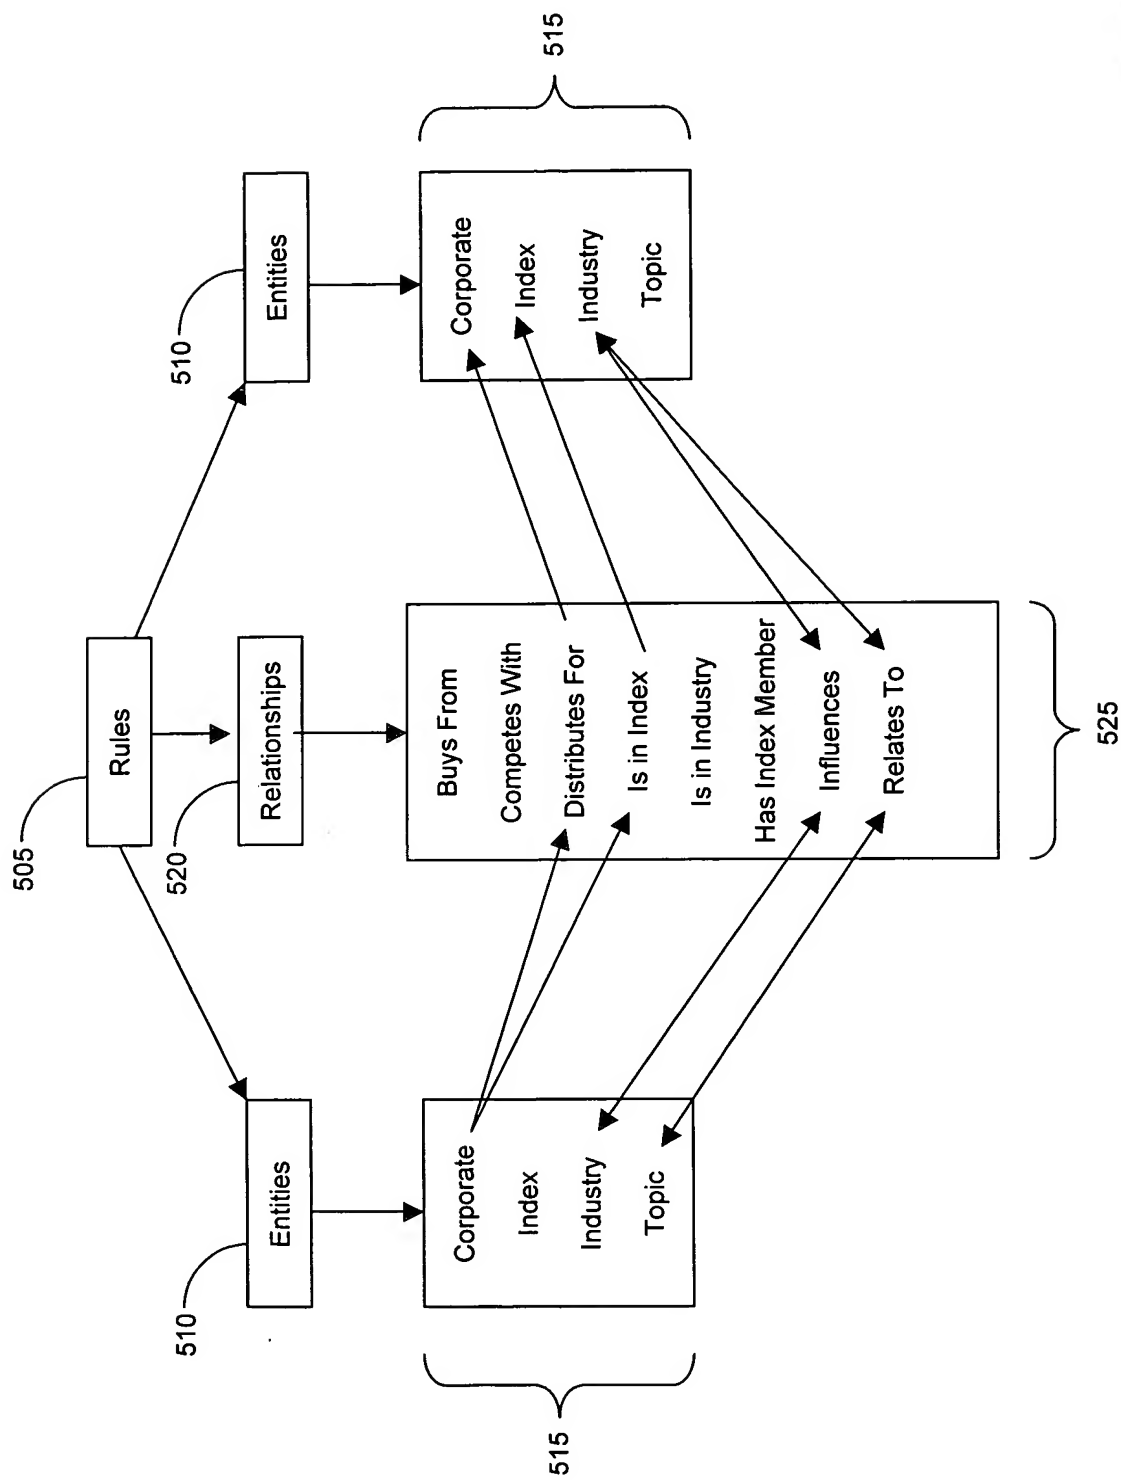 505
Rules
510
520
510
Entities
Relationships
Entities
515
Corporate
Index
Industry
Topic
Buys From
Competes With
Distributes For
Is in Index
Is in Industry
Has Index Member
Influences
Relates To
Corporate
Index
Industry
Topic
515
525